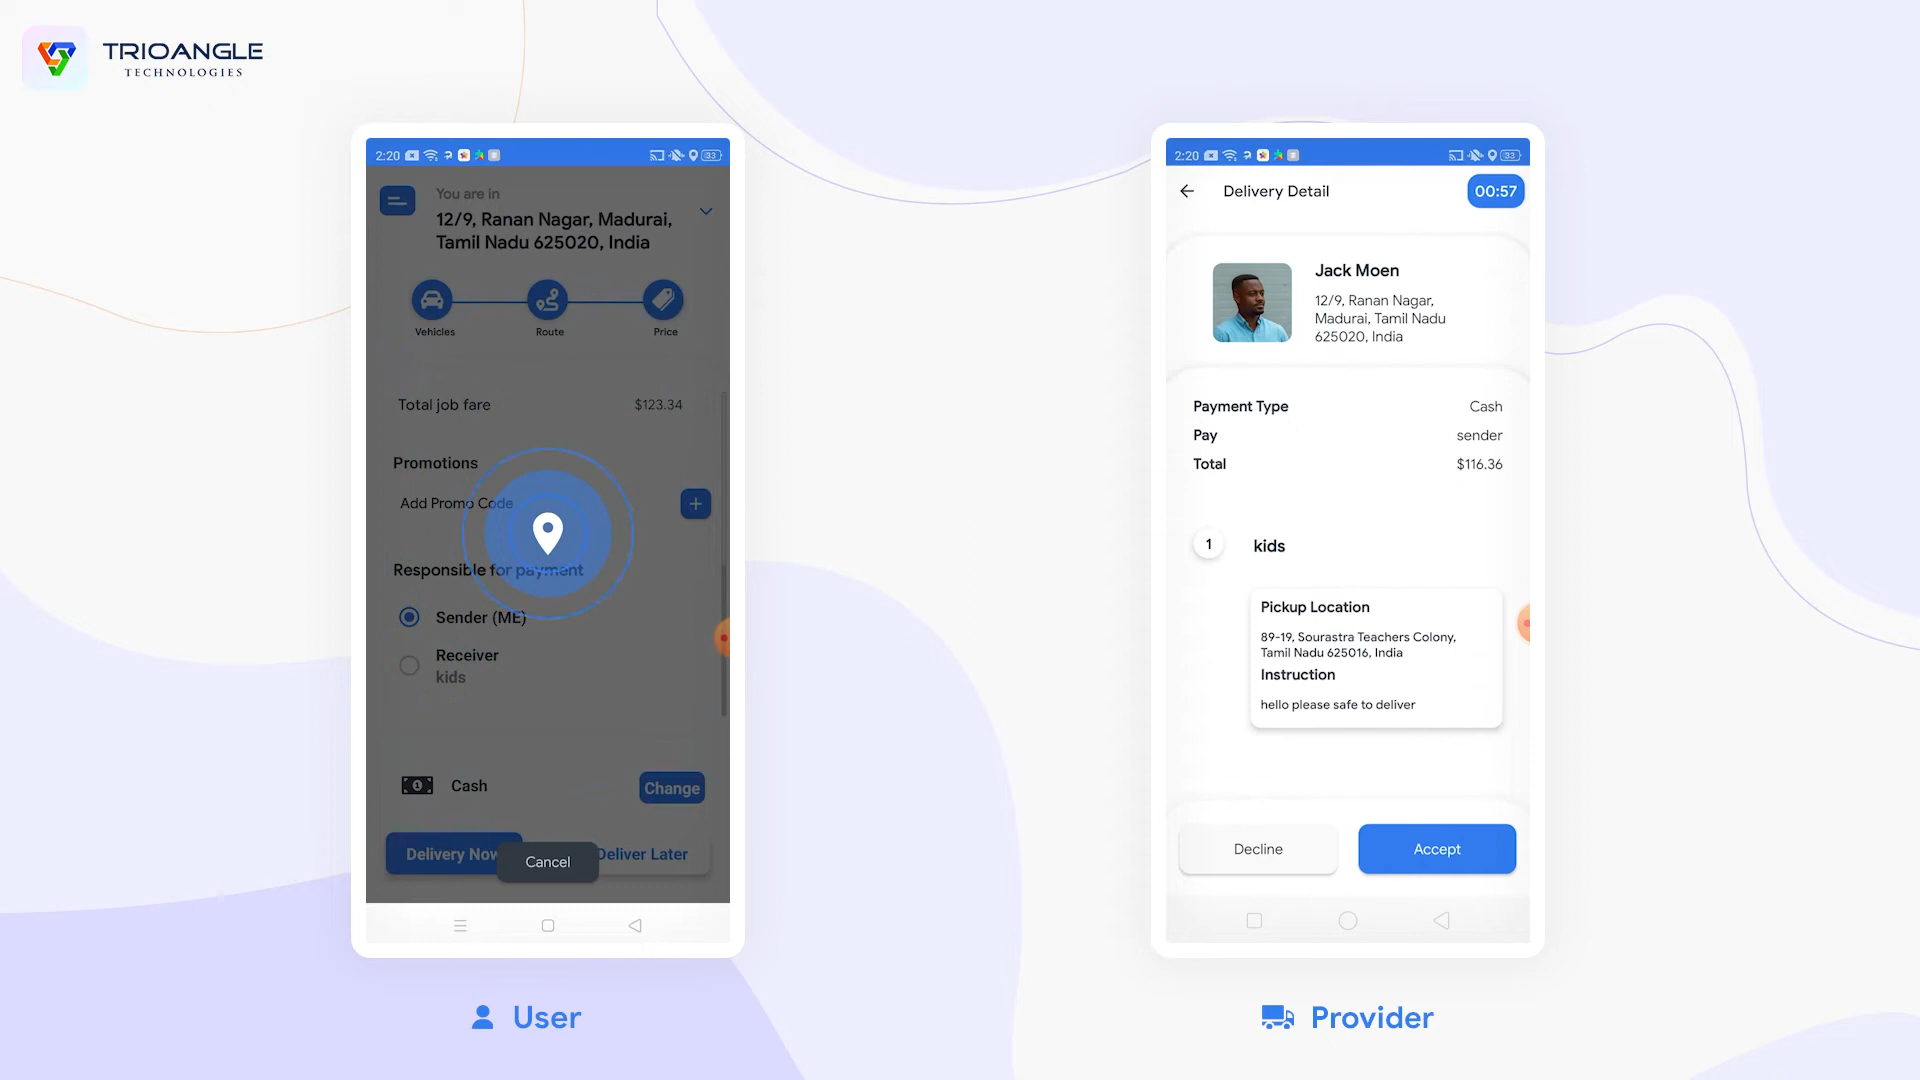 TRIOANGLE
TECHNOLOGIES
2:20
33
You are in
12/9, Ranan Nagar, Madurai,
Tamil Nadu 625020, India
Vehicles
Route
Price
Total job fare
$123.34
Promotions
Add Promo Code
+
Responsible for payment
Sender (ME)
Receiver
kids
Cash
Change
Delivery Now
Deliver Later
Cancel
User
2:20
33
Delivery Detail
00:57
Jack Moen
12/9, Ranan Nagar,
Madurai, Tamil Nadu
625020, India
Payment Type
Cash
Pay
sender
Total
$116.36
1
kids
Pickup Location
89-19, Sourastra Teachers Colony,
Tamil Nadu 625016, India
Instruction
hello please safe to deliver
Decline
Accept
Provider